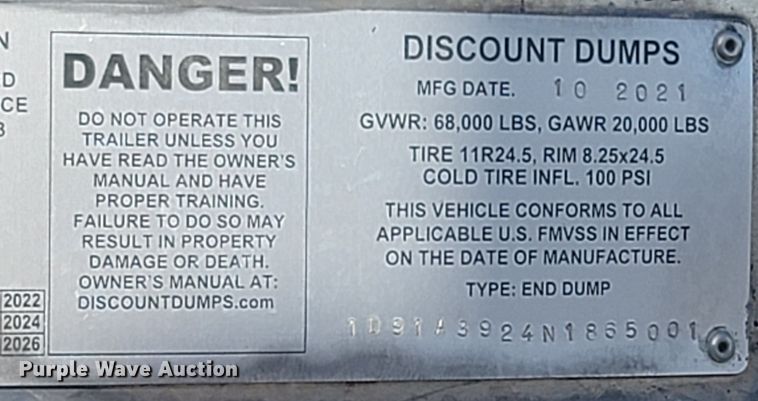 N
D
CE
3
2022
2024
2026
DANGER!
DO NOT OPERATE THIS
TRAILER UNLESS YOU
HAVE READ THE OWNER'S
MANUAL AND HAVE
PROPER TRAINING.
FAILURE TO DO SO MAY
RESULT IN PROPERTY
DAMAGE OR DEATH.
OWNER'S MANUAL AT:
DISCOUNTDUMPS.com
DISCOUNT DUMPS
MFG DATE. 10 2021
GVWR: 68,000 LBS, GAWR 20,000 LBS
TIRE 11R24.5, RIM 8.25x24.5
COLD TIRE INFL. 100 PSI
THIS VEHICLE CONFORMS TO ALL
APPLICABLE U.S. FMVSS IN EFFECT
ON THE DATE OF MANUFACTURE.
TYPE: END DUMP
1D91A3924N1865001
Purple Wave Auction